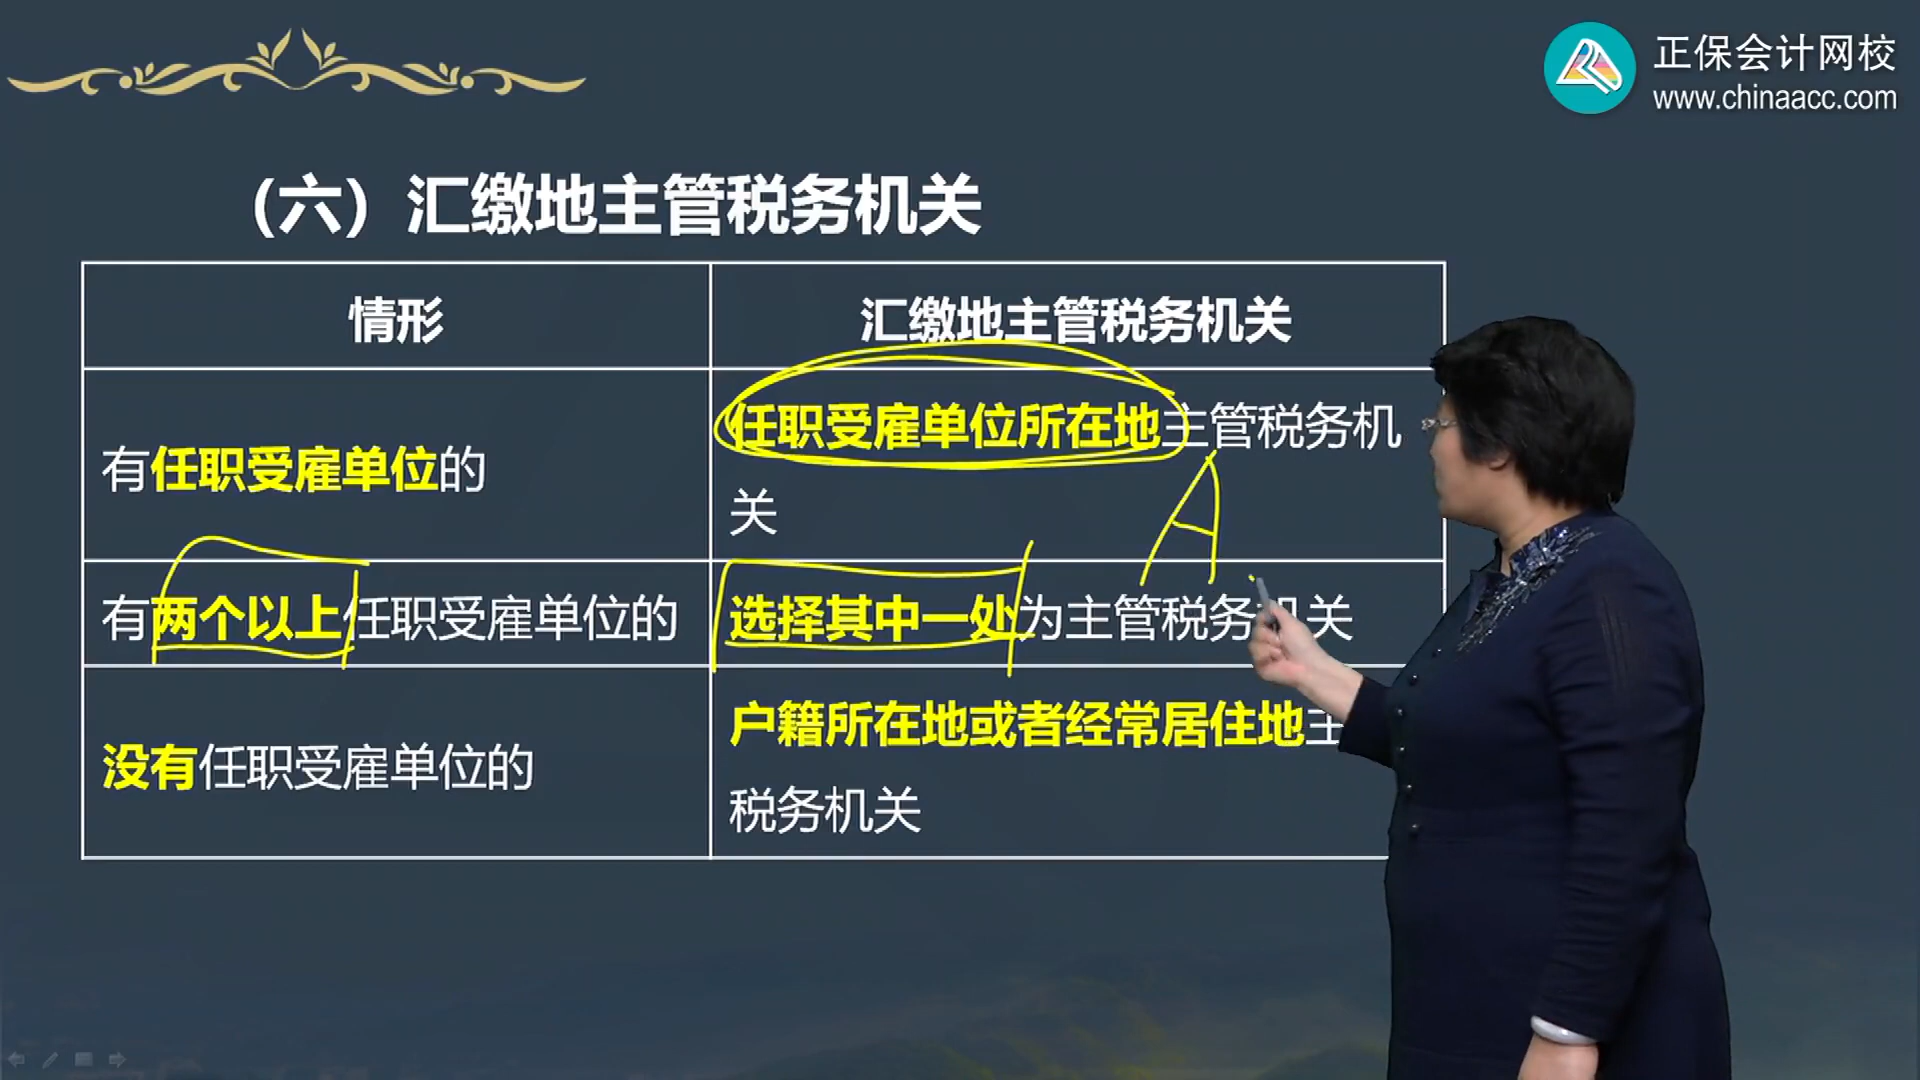 正保会计网校
www.chinaacc.com
（六）汇缴地主管税务机关
情形
汇缴地主管税务机关
有任职受雇单位的
任职受雇单位所在地主管税务机
关
有两个以上任职受雇单位的
选择其中一处为主管税务机关
没有任职受雇单位的
户籍所在地或者经常居住地主
税务机关
A